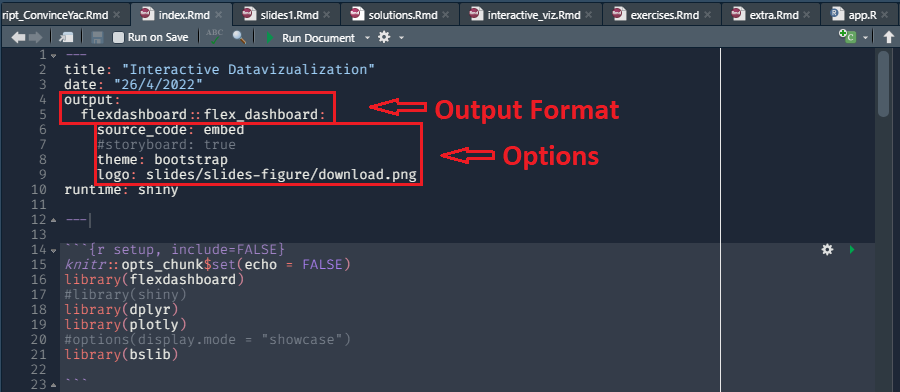 ript_ConvinceYac.Rmd index.Rmd slides1.Rmd solutions.Rmd interactive_viz.Rmd exercises.Rmd extra.Rmd app.R
ABC Run on Save Run Document
1 ---
2 title: "Interactive Datavizualization"
3 date: "26/4/2022"
4 output:
5 flexdashboard::flex_dashboard:
Output Format
6 source_code: embed
7 #storyboard: true
8 theme: bootstrap
Options
9 logo: slides/slides-figure/download.png
10 runtime: shiny
11
12 ---
13
14 ```{r setup, include=FALSE}
15 knitr::opts_chunk$set(echo = FALSE)
16 library(flexdashboard)
17 #library(shiny)
18 library(dplyr)
19 library(plotly)
20 #options(display.mode = "showcase")
21 library(bslib)
22
23 ```